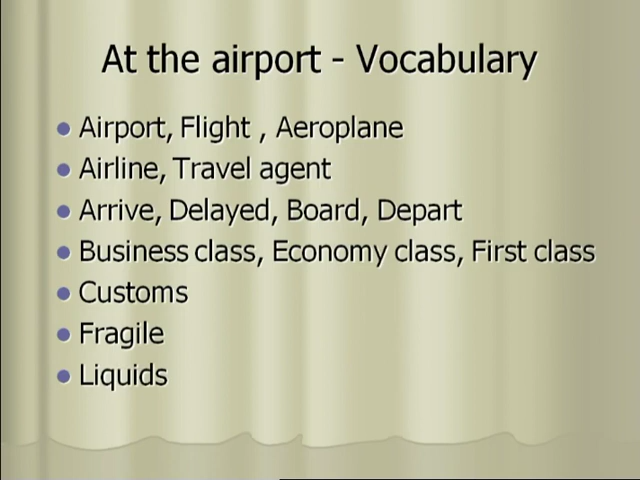 At the airport - Vocabulary
Airport, Flight , Aeroplane
Airline, Travel agent
Arrive, Delayed, Board, Depart
Business class, Economy class, First class
Customs
Fragile
Liquids